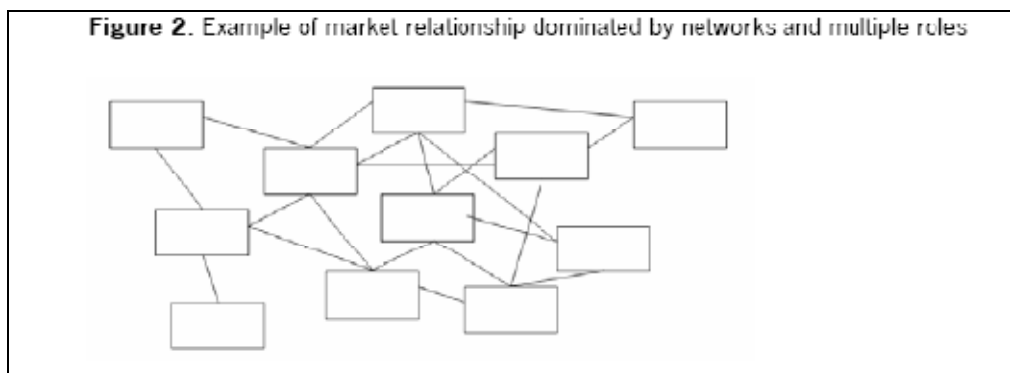 Figure 2. Example of market relationship dominated by networks and multiple roles